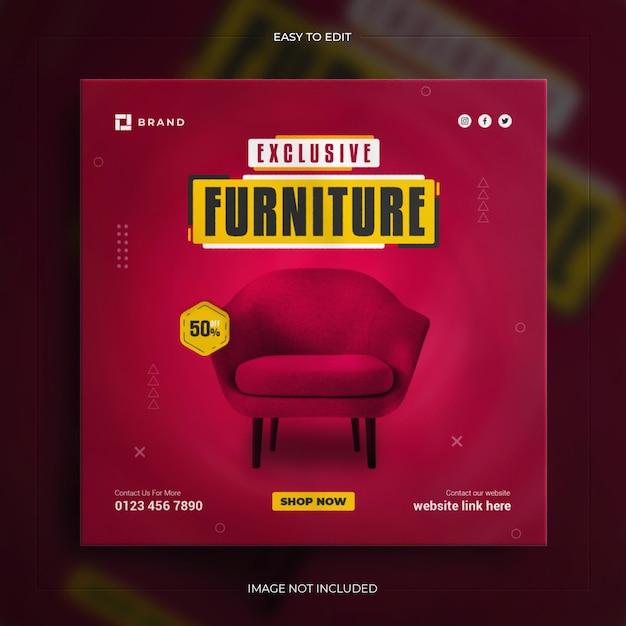 EASY TO EDIT
BRAND
EXCLUSIVE
FURNITURE
50% OFF
SHOP NOW
Contact Us For More
0123 456 7890
Contact our website
website link here
IMAGE NOT INCLUDED